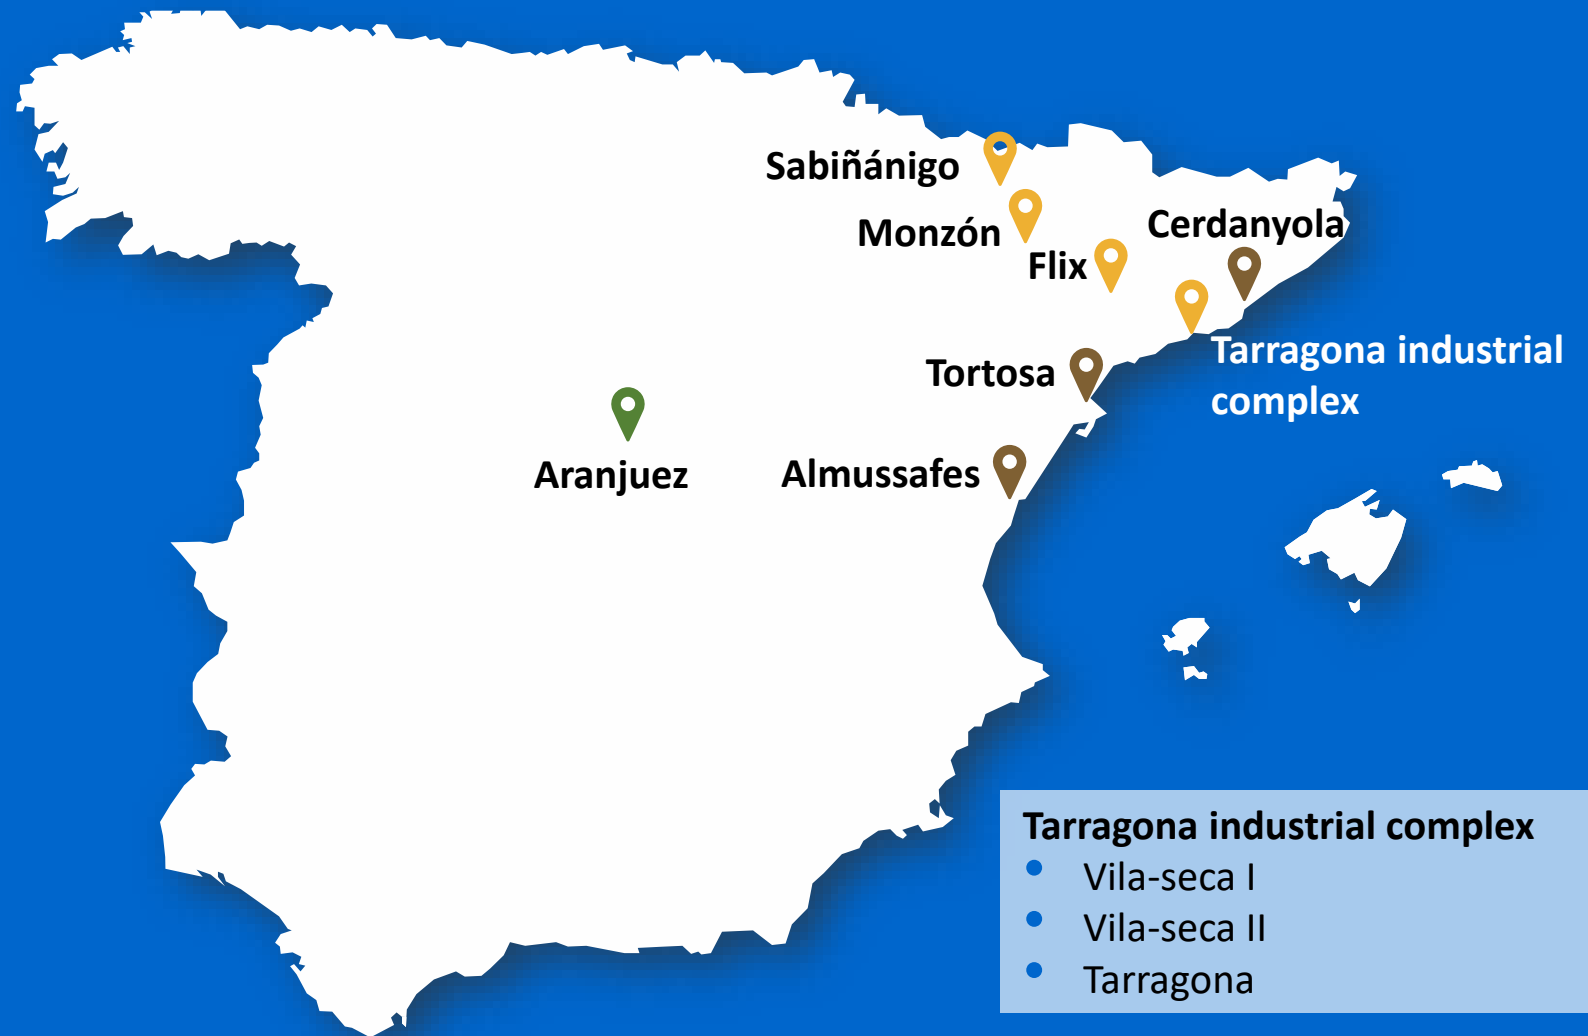 Sabiñánigo
Monzón
Cerdanyola
Flix
Tarragona industrial
complex
Tortosa
Aranjuez
Almussafes
Tarragona industrial complex
• Vila-seca I
• Vila-seca II
• Tarragona